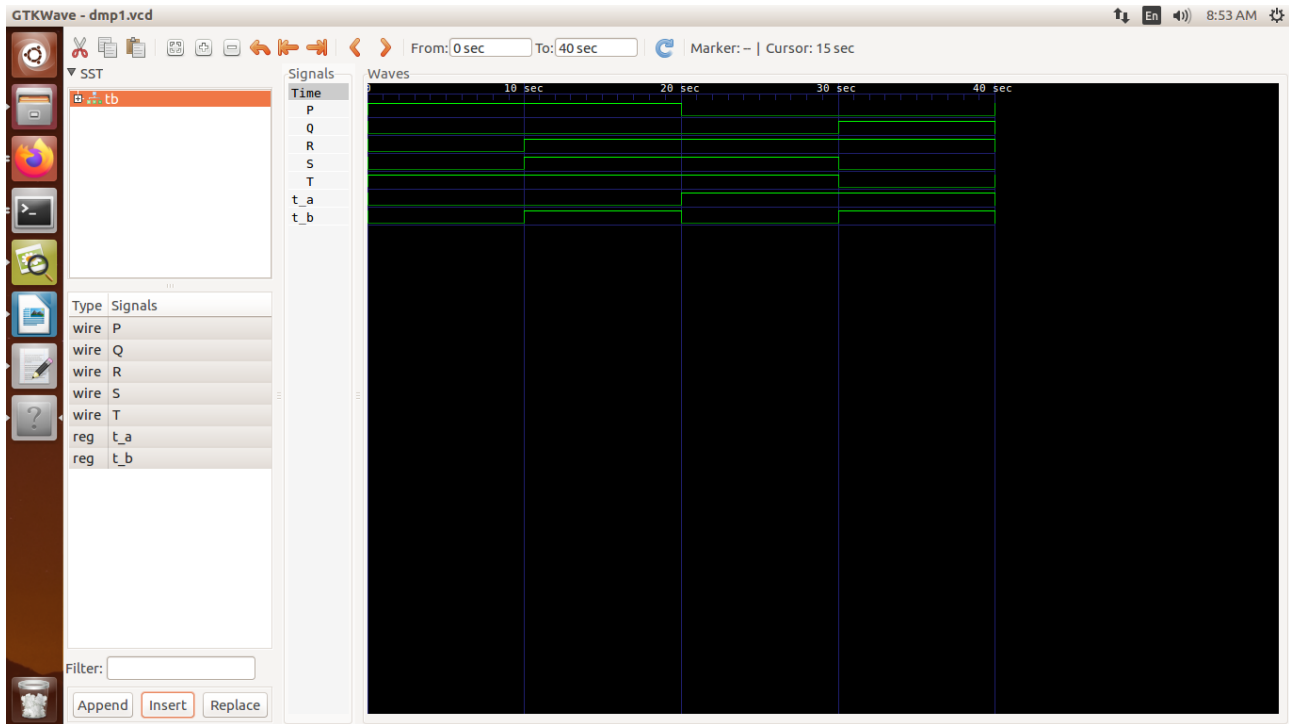 GTKWave - dmp1.vcd
En 8:53 AM
From: 0 sec To: 40 sec Marker: -- | Cursor: 15 sec
SST
tb
Type Signals
wire P
wire Q
wire R
wire S
wire T
reg t_a
reg t_b
Filter:
Append Insert Replace
Signals
Time
P
Q
R
S
T
t_a
t_b
Waves
0 10 sec 20 sec 30 sec 40 sec